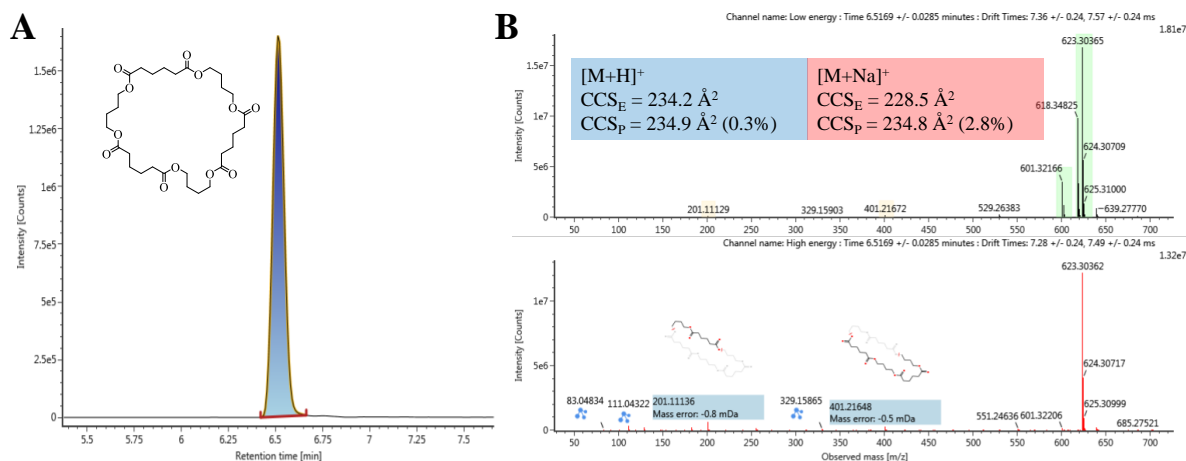 A
1.5e6
1.25e6
1e6
7.5e5
5e5
2.5e5
0
Intensity [Counts]
5.5
6
6.25
6.5
6.75
7
7.25
7.5
Retention time [min]
O
O
O
O
O
O
O
O
O
O
O
O
B
Channel name: Low energy : Time 6.5169 +/- 0.0285 minutes : Drift Times: 7.36 +/- 0.24, 7.57 +/- 0.24 ms
1.81e7
623.30365
1.5e7
1e7
5e6
0
Intensity [Counts]
[M+H]+
CCSE = 234.2 Å2
CCSP = 234.9 Å2 (0.3%)
[M+Na]+
CCSE = 228.5 Å2
CCSP = 234.8 Å2 (2.8%)
618.34825
624.30709
601.32166
625.31000
201.11129
329.15903
401.21672
529.26383
639.27770
50 100 150 200 250 300 350 400 450 500 550 600 650 700
Channel name: High energy : Time 6.5169 +/- 0.0285 minutes : Drift Times: 7.28 +/- 0.24, 7.49 +/- 0.24 ms
1.32e7
623.30362
1e7
5e6
0
Intensity [Counts]
624.30717
83.04834
111.04322
201.11136
Mass error: -0.8 mDa
329.15865
401.21648
Mass error: -0.5 mDa
551.24636
601.32206
625.30999
685.27521
50 100 150 200 250 300 350 400 450 500 550 600 650 700
Observed mass [m/z]